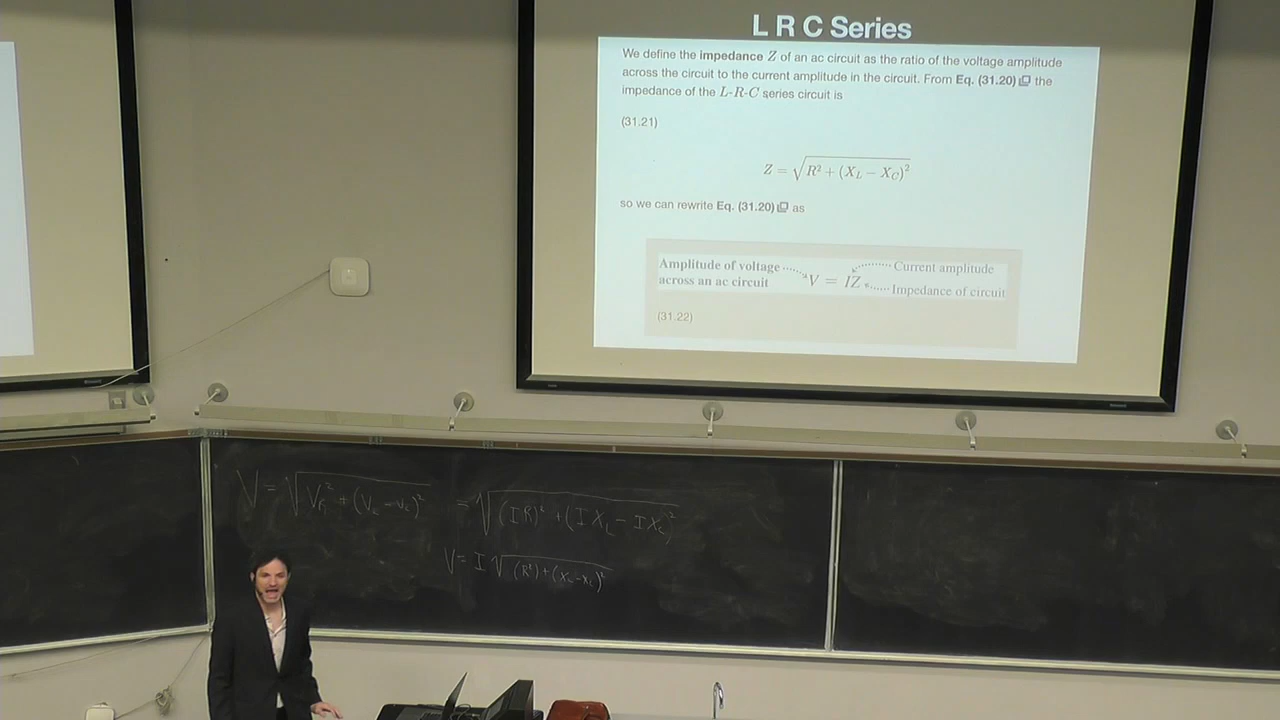 L R C Series
We define the impedance Z of an ac circuit as the ratio of the voltage amplitude
across the circuit to the current amplitude in the circuit. From Eq. (31.20) the
impedance of the L-R-C series circuit is
(31.21)
Z = √(R² + (X_L − X_C)²)
so we can rewrite Eq. (31.20) as
Amplitude of voltage
across an ac circuit
V = IZ
Current amplitude
Impedance of circuit
(31.22)
V = √(V_R² + (V_L − V_C)²) = √((IR)² + (IX_L − IX_C)²)
V = I √((R²) + (X_L − X_C)²)